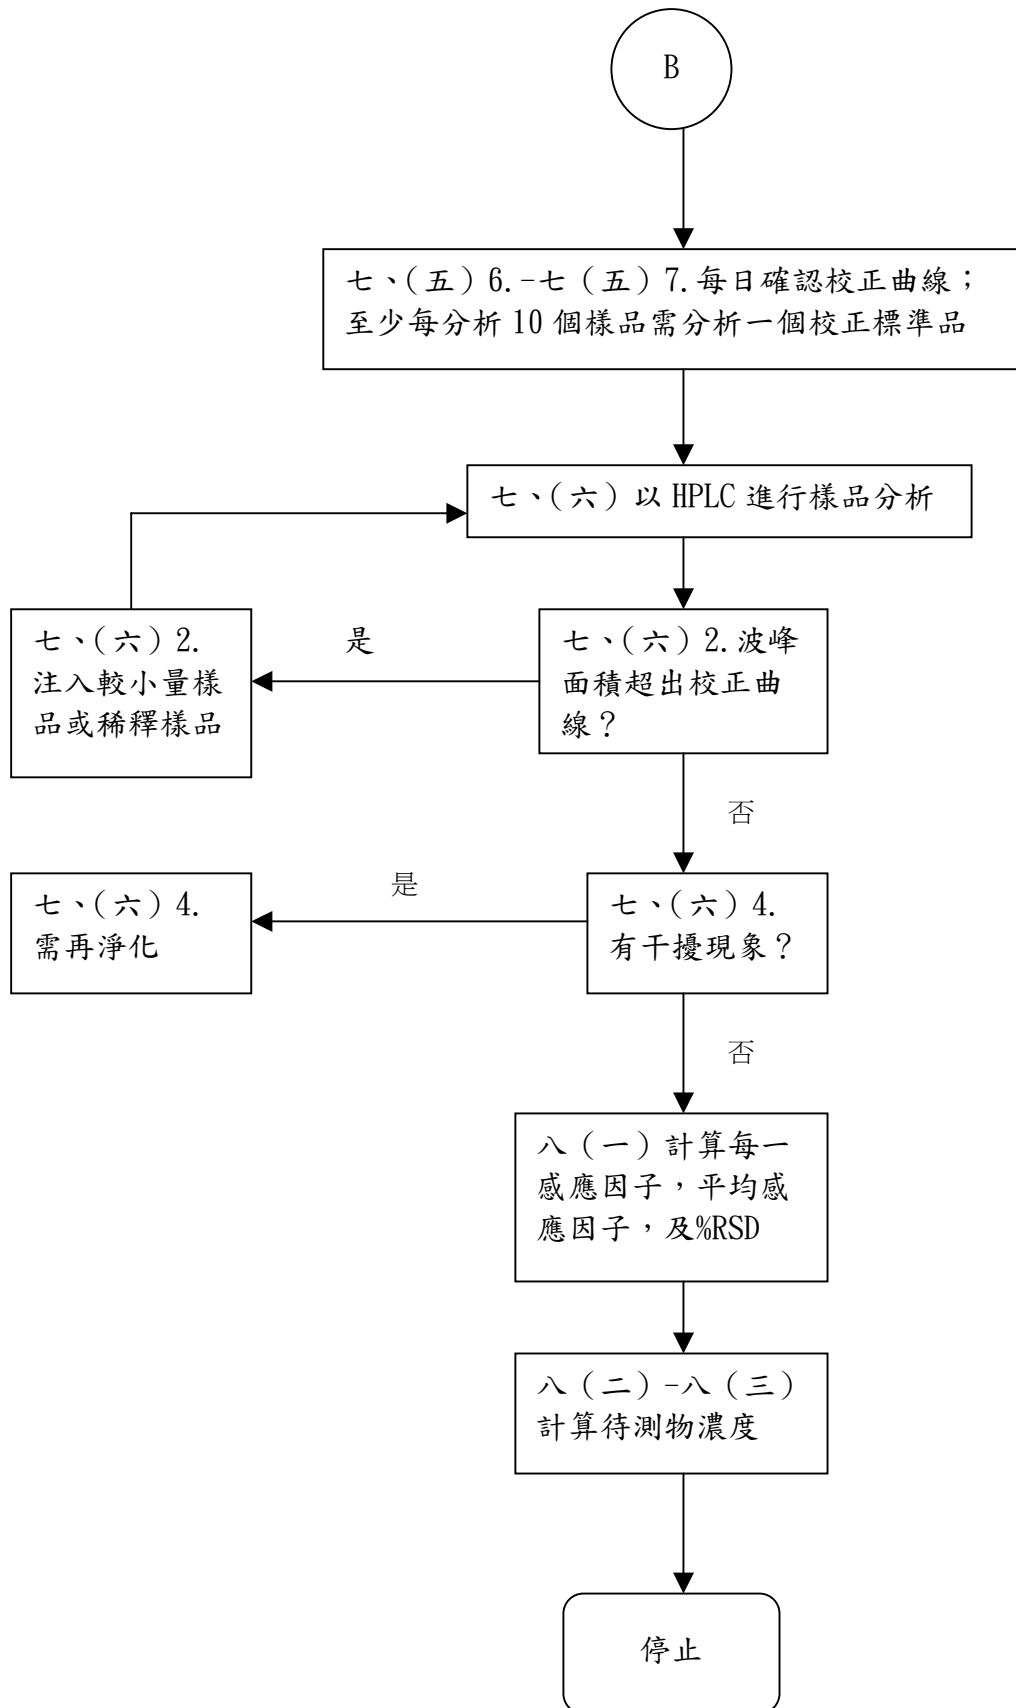 B
七、(五)6.-七(五)7.每日確認校正曲線；
至少每分析10個樣品需分析一個校正標準品
七、(六)以HPLC進行樣品分析
七、(六)2.
注入較小量樣
品或稀釋樣品
是
七、(六)2.波峰
面積超出校正曲
線？
否
七、(六)4.
需再淨化
是
七、(六)4.
有干擾現象？
否
八(一)計算每一
感應因子，平均感
應因子，及%RSD
八(二)-八(三)
計算待測物濃度
停止